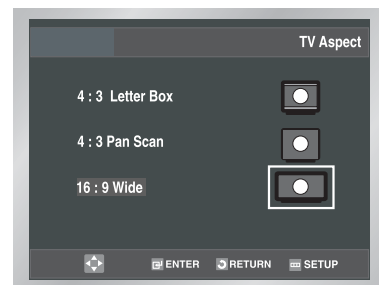 TV Aspect
4 : 3 Letter Box
4 : 3 Pan Scan
16 : 9 Wide
ENTER RETURN SETUP